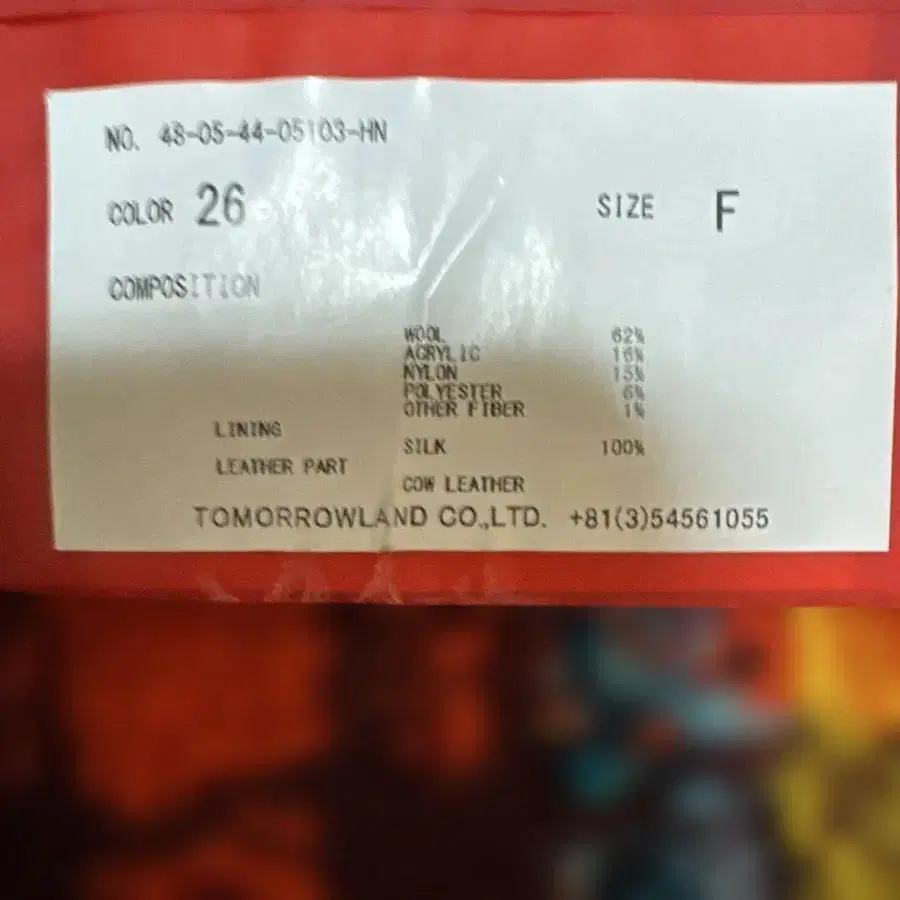 NO. 48-05-44-05103-HN
COLOR 26 SIZE F
COMPOSITION
WOOL 62%
ACRYLIC 16%
NYLON 15%
POLYESTER 6%
OTHER FIBER 1%
LINING
SILK 100%
LEATHER PART
COW LEATHER
TOMORROWLAND CO.,LTD. +81(3)54561055